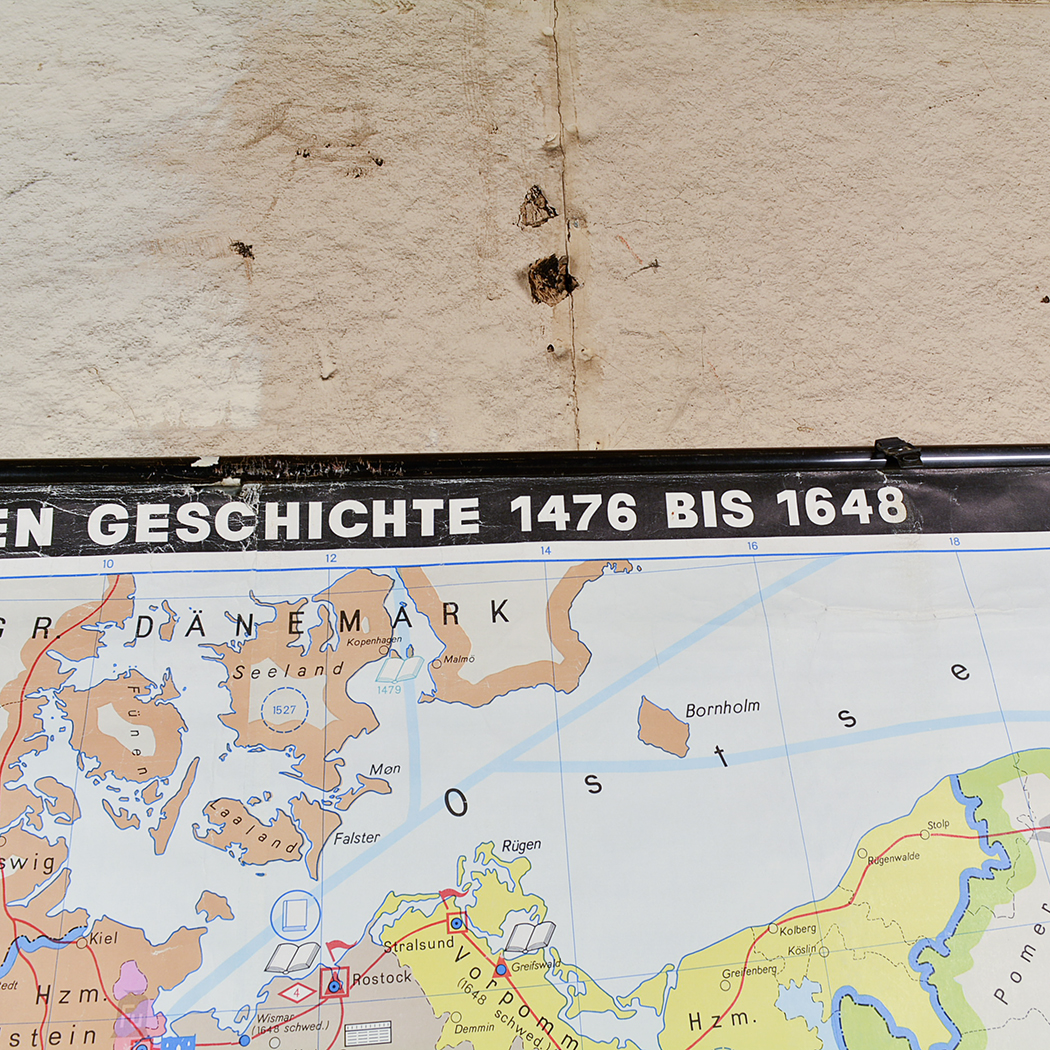 EN GESCHICHTE 1476 BIS 1648
10 12 14 16 18
GR. DÄNEMARK
Kopenhagen
Malmö
Seeland
1479
1527
Fünen
Bornholm
Ostse
Møn
Laaland
Falster
Rügen
Stolp
Rügenwalde
swig
Kiel
Stralsund
Kolberg
Köslin
Greifswald
Greifenberg
Rostock
4
Hzm.
Vorpomm
(1648 schwed.)
Pomer
Wismar
(1648 schwed.)
Demmin
Hzm.
stein